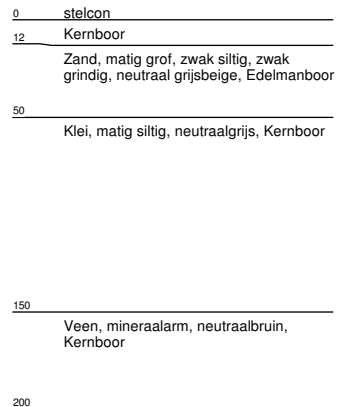 0 stelcon
12 Kernboor
Zand, matig grof, zwak siltig, zwak
grindig, neutraal grijsbeige, Edelmanboor
50
Klei, matig siltig, neutraalgrijs, Kernboor
150
Veen, mineraalarm, neutraalbruin,
Kernboor
200